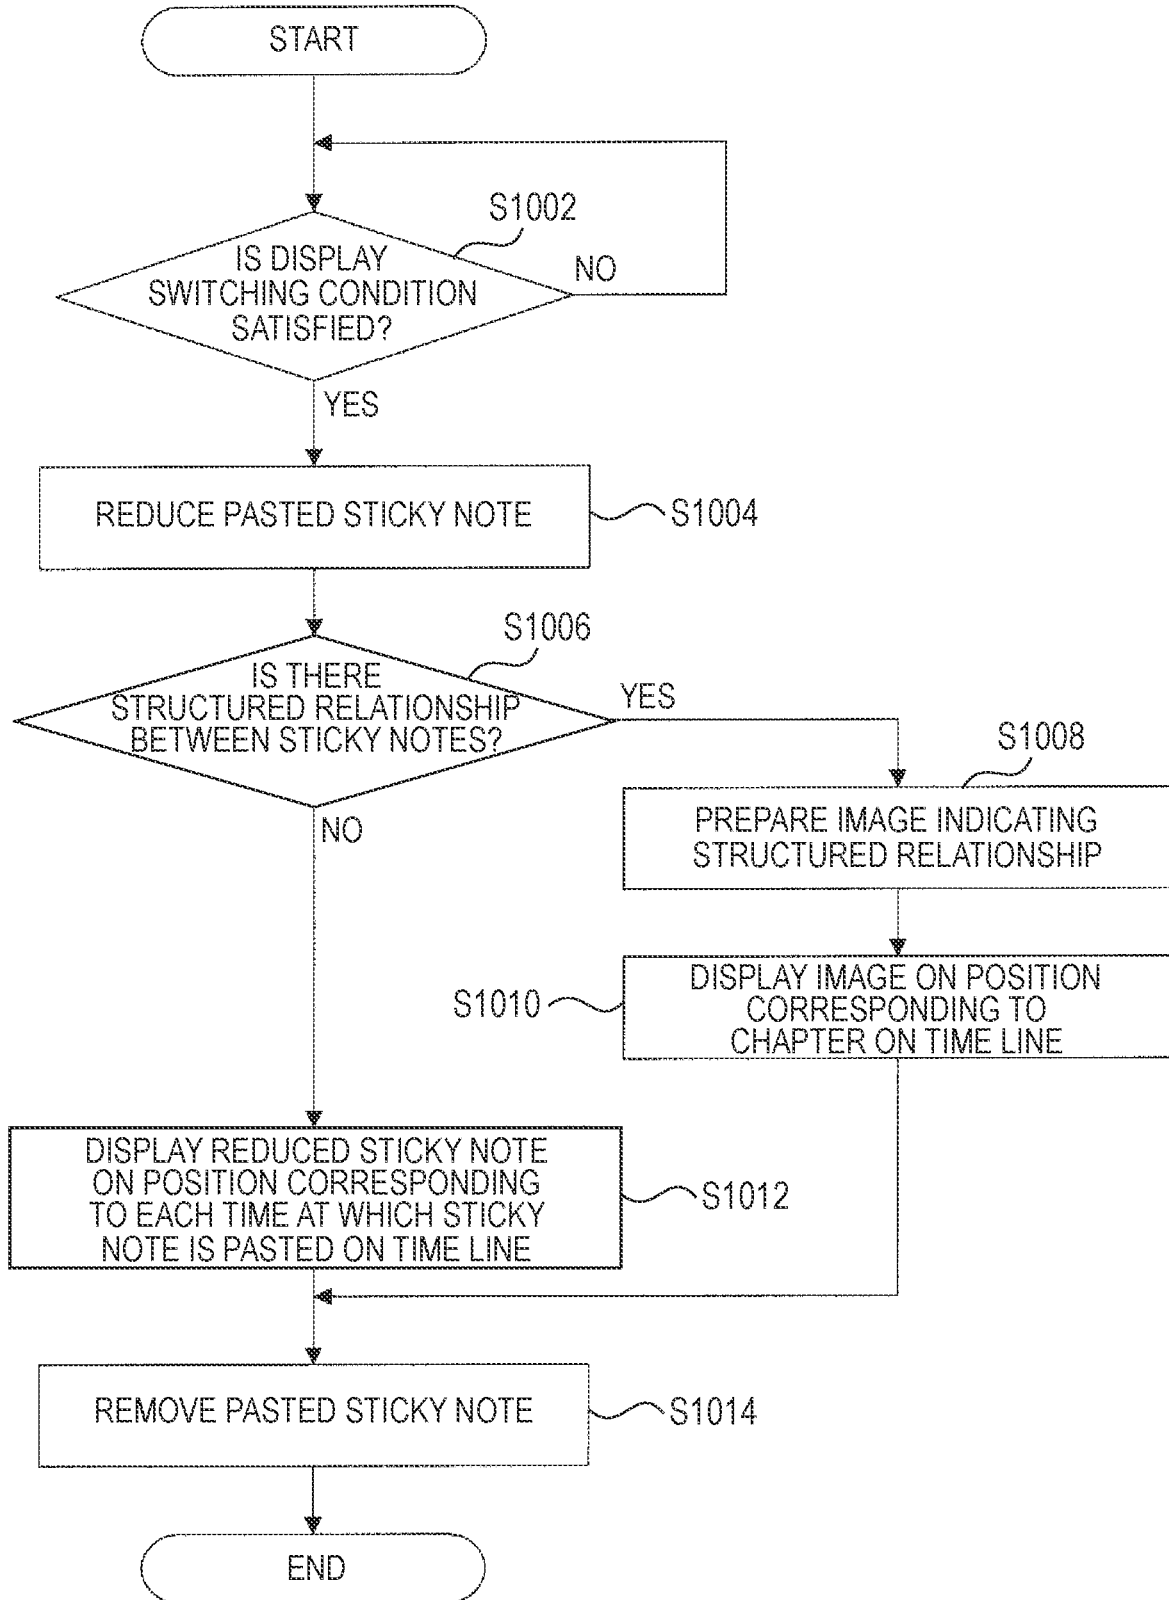 START
S1002
IS DISPLAY
SWITCHING CONDITION
SATISFIED?
NO
YES
REDUCE PASTED STICKY NOTE
S1004
S1006
IS THERE
STRUCTURED RELATIONSHIP
BETWEEN STICKY NOTES?
YES
NO
S1008
PREPARE IMAGE INDICATING
STRUCTURED RELATIONSHIP
S1010
DISPLAY IMAGE ON POSITION
CORRESPONDING TO
CHAPTER ON TIME LINE
DISPLAY REDUCED STICKY NOTE
ON POSITION CORRESPONDING
TO EACH TIME AT WHICH STICKY
NOTE IS PASTED ON TIME LINE
S1012
REMOVE PASTED STICKY NOTE
S1014
END